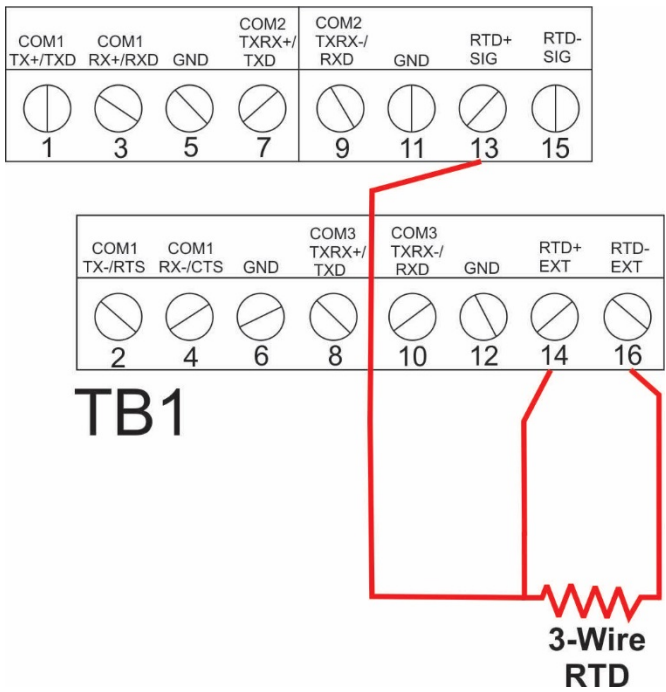 COM1 TX+/TXD
COM1 RX+/RXD
GND
COM2 TXRX+/ TXD
COM2 TXRX-/ RXD
GND
RTD+ SIG
RTD- SIG
1 3 5 7 9 11 13 15
COM1 TX-/RTS
COM1 RX-/CTS
GND
COM3 TXRX+/ TXD
COM3 TXRX-/ RXD
GND
RTD+ EXT
RTD- EXT
2 4 6 8 10 12 14 16
TB1
3-Wire
RTD